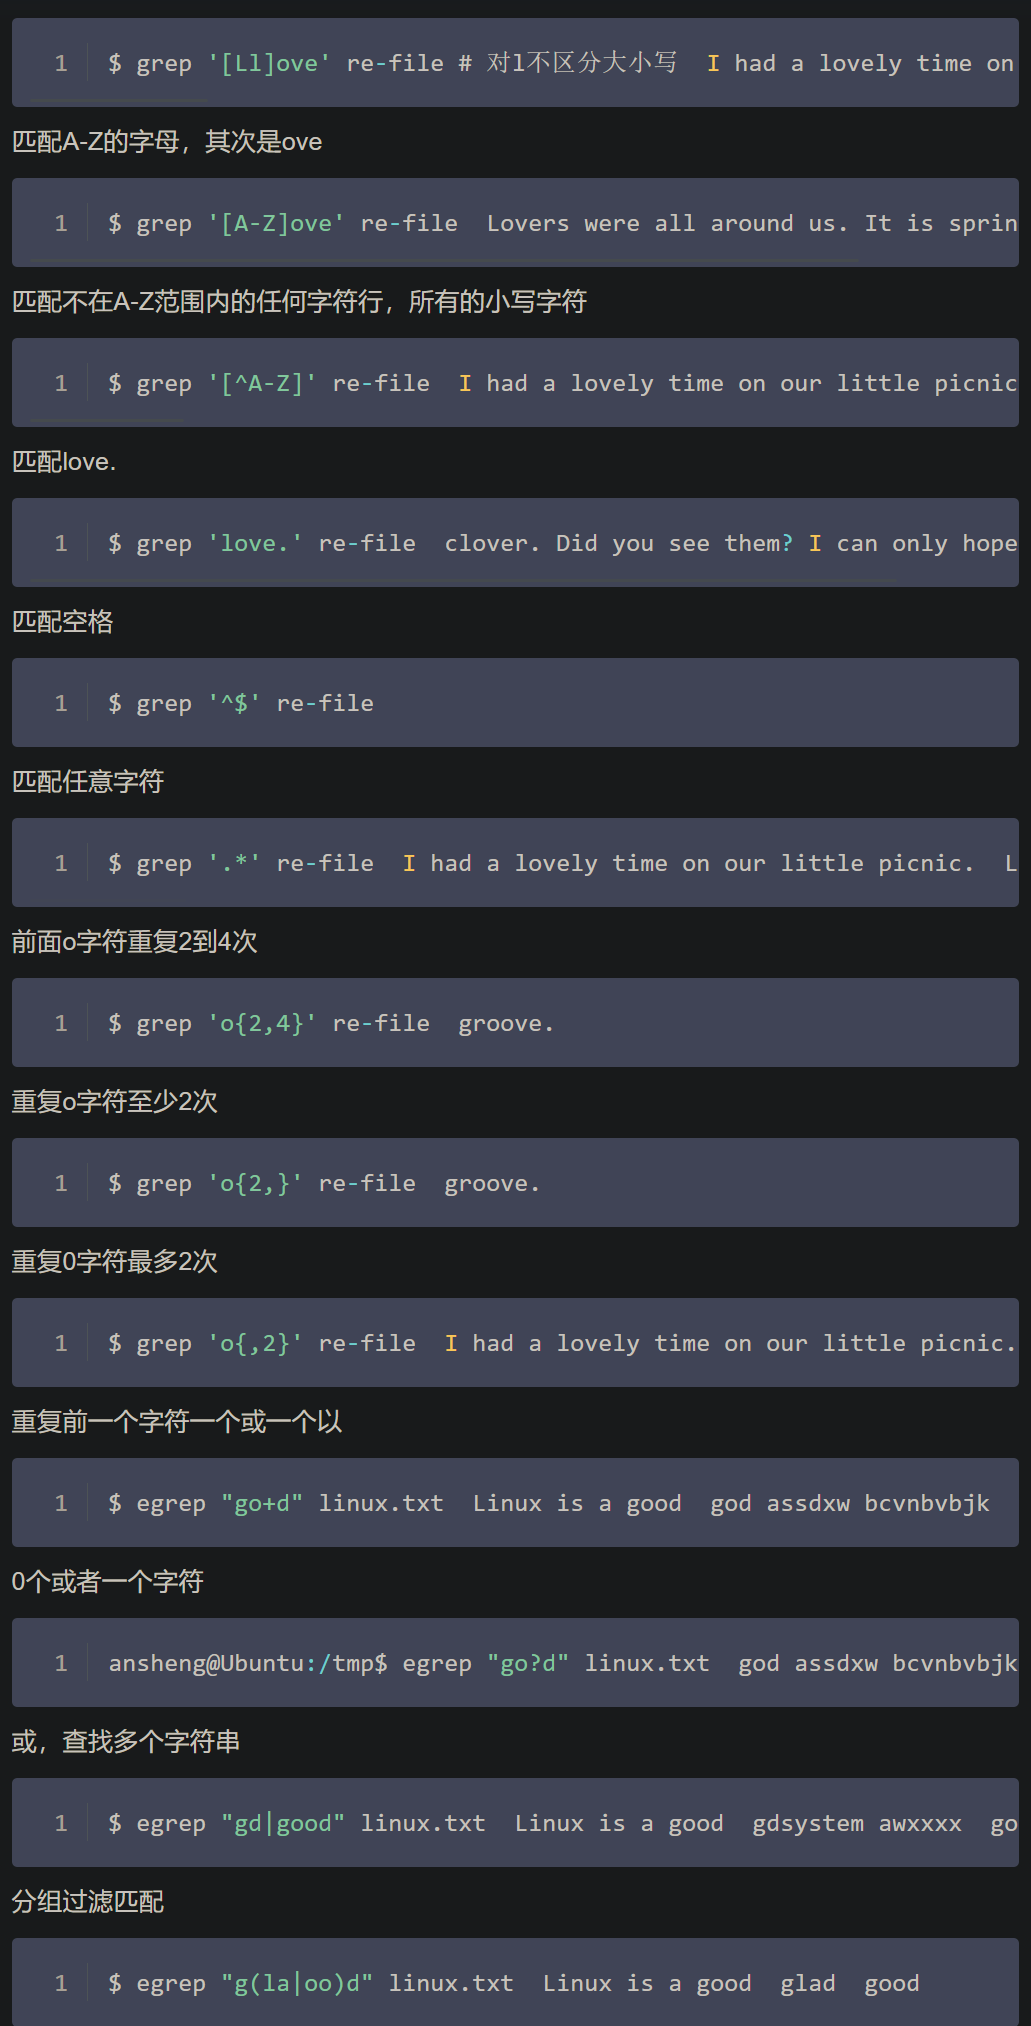 1 $ grep '[Ll]ove' re-file # 对l不区分大小写  I had a lovely time on
匹配A-Z的字母，其次是ove
1 $ grep '[A-Z]ove' re-file  Lovers were all around us. It is sprin
匹配不在A-Z范围内的任何字符行，所有的小写字符
1 $ grep '[^A-Z]' re-file  I had a lovely time on our little picnic
匹配love.
1 $ grep 'love.' re-file  clover. Did you see them? I can only hope
匹配空格
1 $ grep '^$' re-file
匹配任意字符
1 $ grep '.*' re-file  I had a lovely time on our little picnic.  L
前面o字符重复2到4次
1 $ grep 'o{2,4}' re-file  groove.
重复o字符至少2次
1 $ grep 'o{2,}' re-file  groove.
重复0字符最多2次
1 $ grep 'o{,2}' re-file  I had a lovely time on our little picnic.
重复前一个字符一个或一个以
1 $ egrep "go+d" linux.txt  Linux is a good  god assdxw bcvnbvbjk
0个或者一个字符
1 ansheng@Ubuntu:/tmp$ egrep "go?d" linux.txt  god assdxw bcvnbvbjk
或，查找多个字符串
1 $ egrep "gd|good" linux.txt  Linux is a good  gdsystem awxxxx  go
分组过滤匹配
1 $ egrep "g(la|oo)d" linux.txt  Linux is a good  glad  good